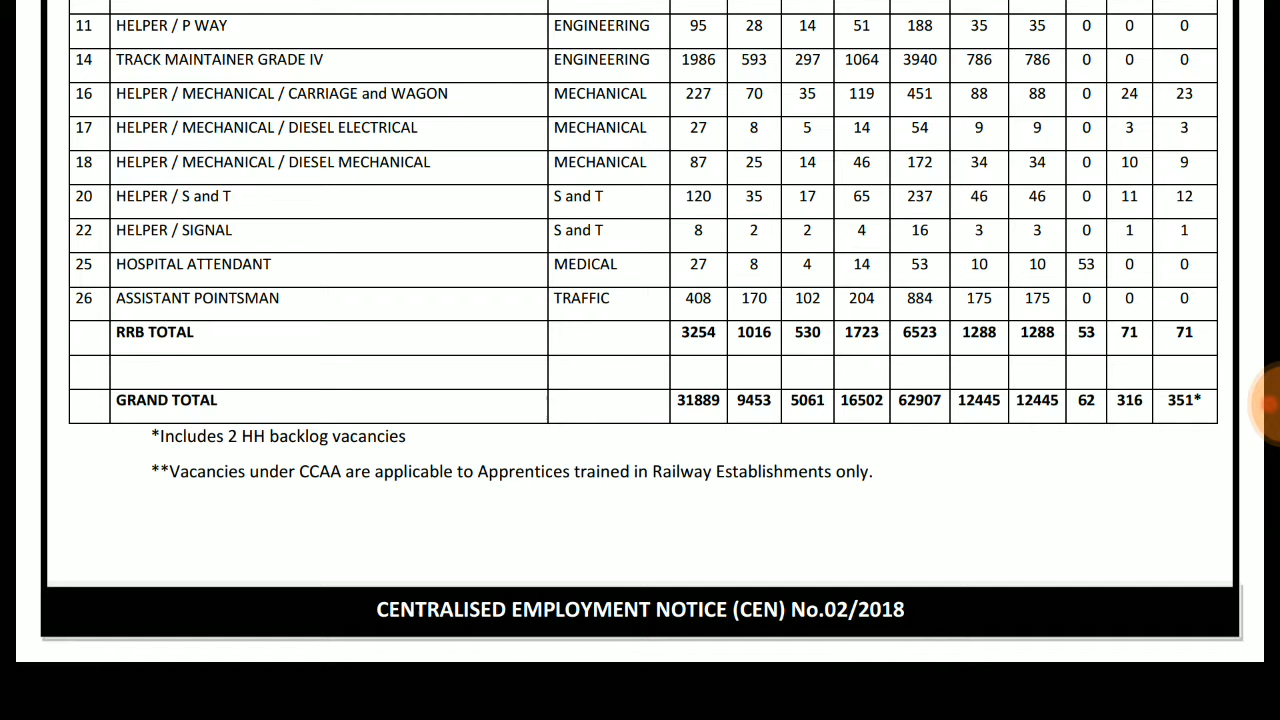 11 HELPER / P WAY ENGINEERING 95 28 14 51 188 35 35 0 0 0
14 TRACK MAINTAINER GRADE IV ENGINEERING 1986 593 297 1064 3940 786 786 0 0 0
16 HELPER / MECHANICAL / CARRIAGE and WAGON MECHANICAL 227 70 35 119 451 88 88 0 24 23
17 HELPER / MECHANICAL / DIESEL ELECTRICAL MECHANICAL 27 8 5 14 54 9 9 0 3 3
18 HELPER / MECHANICAL / DIESEL MECHANICAL MECHANICAL 87 25 14 46 172 34 34 0 10 9
20 HELPER / S and T S and T 120 35 17 65 237 46 46 0 11 12
22 HELPER / SIGNAL S and T 8 2 2 4 16 3 3 0 1 1
25 HOSPITAL ATTENDANT MEDICAL 27 8 4 14 53 10 10 53 0 0
26 ASSISTANT POINTSMAN TRAFFIC 408 170 102 204 884 175 175 0 0 0
RRB TOTAL 3254 1016 530 1723 6523 1288 1288 53 71 71
GRAND TOTAL 31889 9453 5061 16502 62907 12445 12445 62 316 351*
*Includes 2 HH backlog vacancies
**Vacancies under CCAA are applicable to Apprentices trained in Railway Establishments only.
CENTRALISED EMPLOYMENT NOTICE (CEN) No.02/2018